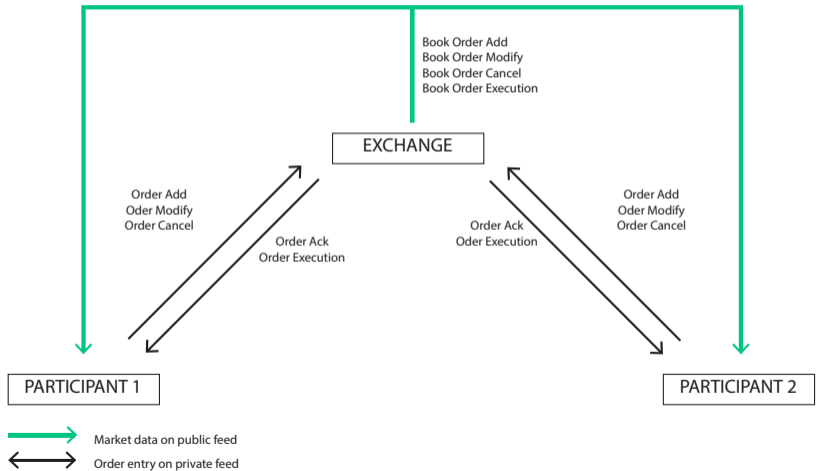 Book Order Add
Book Order Modify
Book Order Cancel
Book Order Execution
EXCHANGE
Order Add
Oder Modify
Order Cancel
Order Ack
Order Execution
Order Ack
Oder Execution
Order Add
Oder Modify
Order Cancel
PARTICIPANT 1
PARTICIPANT 2
Market data on public feed
Order entry on private feed